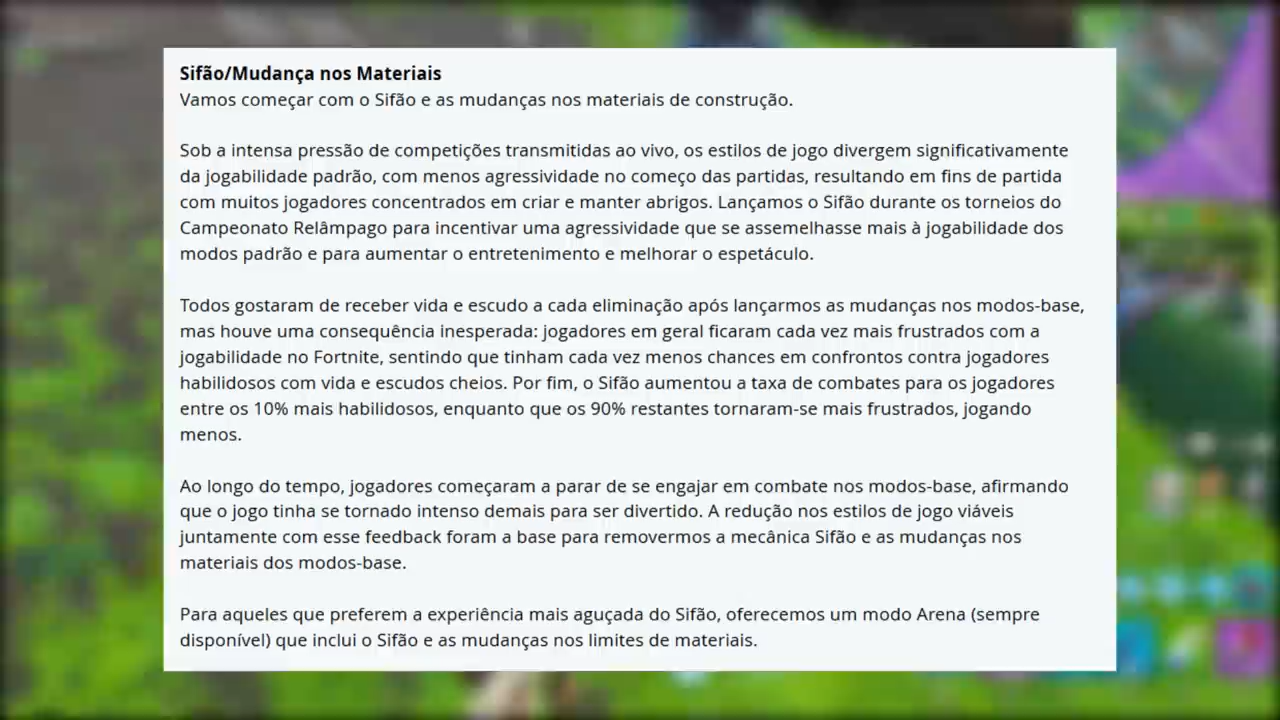 Sifão/Mudança nos Materiais
Vamos começar com o Sifão e as mudanças nos materiais de construção.
Sob a intensa pressão de competições transmitidas ao vivo, os estilos de jogo divergem significativamente
da jogabilidade padrão, com menos agressividade no começo das partidas, resultando em fins de partida
com muitos jogadores concentrados em criar e manter abrigos. Lançamos o Sifão durante os torneios do
Campeonato Relâmpago para incentivar uma agressividade que se assemelhasse mais à jogabilidade dos
modos padrão e para aumentar o entretenimento e melhorar o espetáculo.
Todos gostaram de receber vida e escudo a cada eliminação após lançarmos as mudanças nos modos-base,
mas houve uma consequência inesperada: jogadores em geral ficaram cada vez mais frustrados com a
jogabilidade no Fortnite, sentindo que tinham cada vez menos chances em confrontos contra jogadores
habilidosos com vida e escudos cheios. Por fim, o Sifão aumentou a taxa de combates para os jogadores
entre os 10% mais habilidosos, enquanto que os 90% restantes tornaram-se mais frustrados, jogando
menos.
Ao longo do tempo, jogadores começaram a parar de se engajar em combate nos modos-base, afirmando
que o jogo tinha se tornado intenso demais para ser divertido. A redução nos estilos de jogo viáveis
juntamente com esse feedback foram a base para removermos a mecânica Sifão e as mudanças nos
materiais dos modos-base.
Para aqueles que preferem a experiência mais aguçada do Sifão, oferecemos um modo Arena (sempre
disponível) que inclui o Sifão e as mudanças nos limites de materiais.